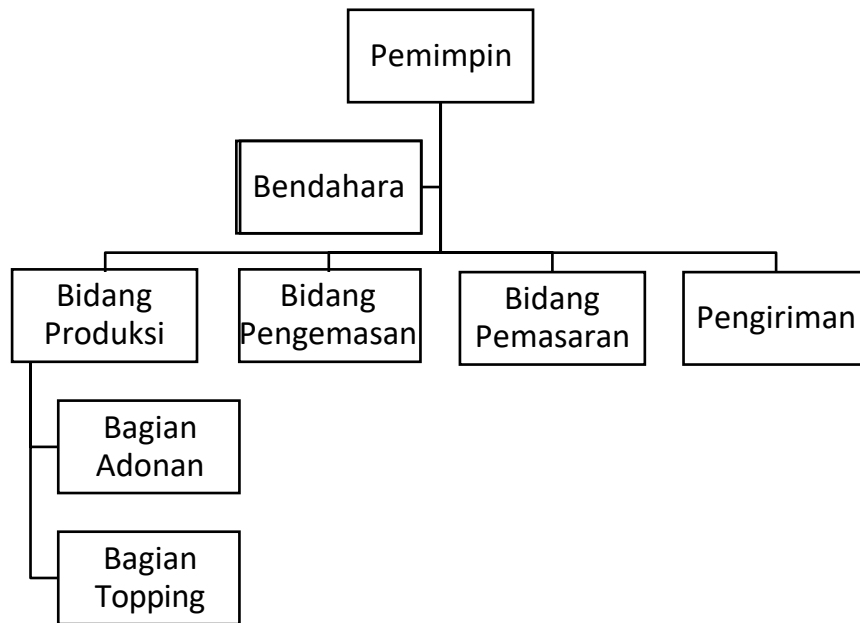 Pemimpin
Bendahara
Bidang
Produksi
Bidang
Pengemasan
Bidang
Pemasaran
Pengiriman
Bagian
Adonan
Bagian
Topping